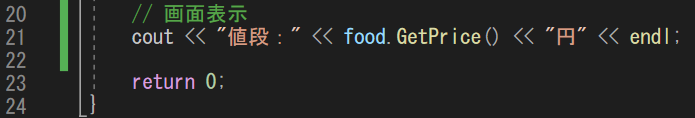 20 // 画面表示
21 cout << "値段：" << food.GetPrice() << "円" << endl;
22
23 return 0;
24 }